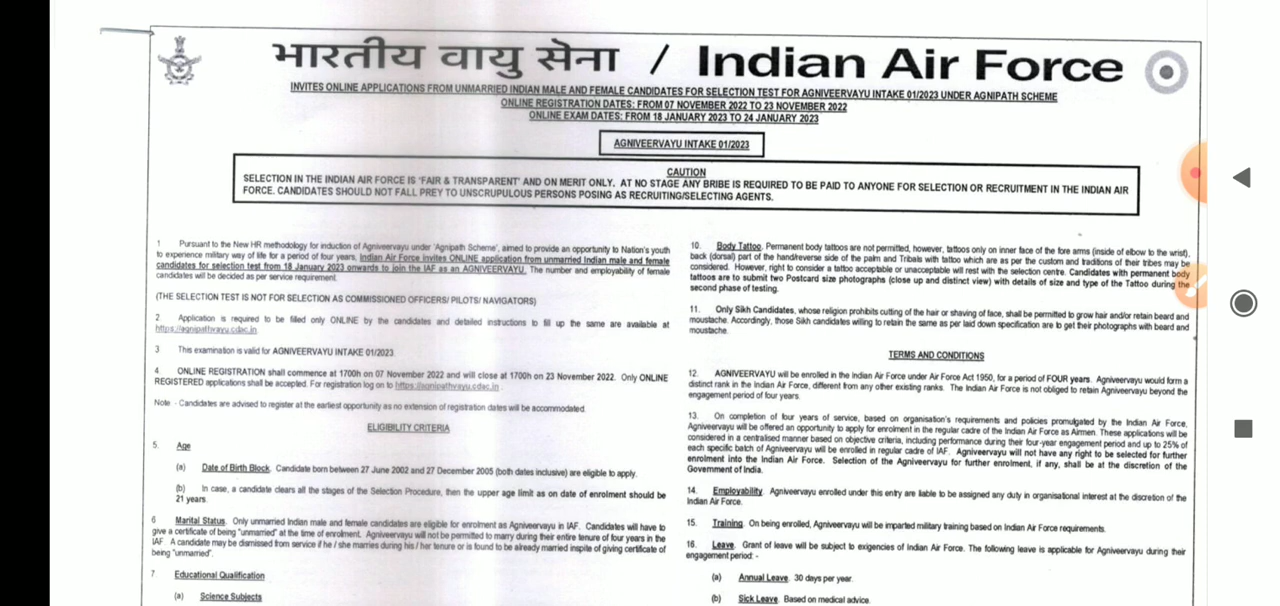 भारतीय वायु सेना / Indian Air Force
INVITES ONLINE APPLICATIONS FROM UNMARRIED INDIAN MALE AND FEMALE CANDIDATES FOR SELECTION TEST FOR AGNIVEERVAYU INTAKE 01/2023 UNDER AGNIPATH SCHEME
ONLINE REGISTRATION DATES: FROM 07 NOVEMBER 2022 TO 23 NOVEMBER 2022
ONLINE EXAM DATES: FROM 18 JANUARY 2023 TO 24 JANUARY 2023
AGNIVEERVAYU INTAKE 01/2023
CAUTION
SELECTION IN THE INDIAN AIR FORCE IS 'FAIR & TRANSPARENT' AND ON MERIT ONLY. AT NO STAGE ANY BRIBE IS REQUIRED TO BE PAID TO ANYONE FOR SELECTION OR RECRUITMENT IN THE INDIAN AIR
FORCE. CANDIDATES SHOULD NOT FALL PREY TO UNSCRUPULOUS PERSONS POSING AS RECRUITING/SELECTING AGENTS.
1 Pursuant to the New HR methodology for induction of Agniveervayu under 'Agnipath Scheme', aimed to provide an opportunity to Nation's youth
to experience military way of life for a period of four years, Indian Air Force invites ONLINE application from unmarried Indian male and female
candidates for selection test from 18 January 2023 onwards to join the IAF as an AGNIVEERVAYU. The number and employability of female
candidates will be decided as per service requirement.
(THE SELECTION TEST IS NOT FOR SELECTION AS COMMISSIONED OFFICERS/ PILOTS/ NAVIGATORS)
2. Application is required to be filled only ONLINE by the candidates and detailed instructions to fill up the same are available at
https://agnipathvayu.cdac.in
3 This examination is valid for AGNIVEERVAYU INTAKE 01/2023.
4. ONLINE REGISTRATION shall commence at 1700h on 07 November 2022 and will close at 1700h on 23 November 2022. Only ONLINE
REGISTERED applications shall be accepted. For registration log on to https://agnipathvayu.cdac.in .
Note - Candidates are advised to register at the earliest opportunity as no extension of registration dates will be accommodated.
ELIGIBILITY CRITERIA
5. Age
(a) Date of Birth Block. Candidate born between 27 June 2002 and 27 December 2005 (both dates inclusive) are eligible to apply.
(b) In case, a candidate clears all the stages of the Selection Procedure, then the upper age limit as on date of enrolment should be
21 years.
6 Marital Status. Only unmarried Indian male and female candidates are eligible for enrolment as Agniveervayu in IAF. Candidates will have to
give a certificate of being "unmarried" at the time of enrolment. Agniveervayu will not be permitted to marry during their entire tenure of four years in the
IAF. A candidate may be dismissed from service if he / she marries during his / her tenure or is found to be already married inspite of giving certificate of
being "unmarried".
7 Educational Qualification
(a) Science Subjects
10. Body Tattoo. Permanent body tattoos are not permitted, however, tattoos only on inner face of the fore arms (inside of elbow to the wrist),
back (dorsal) part of the hand/reverse side of the palm and Tribals with tattoo which are as per the custom and traditions of their tribes may be
considered. However, right to consider a tattoo acceptable or unacceptable will rest with the selection centre. Candidates with permanent body
tattoos are to submit two Postcard size photographs (close up and distinct view) with details of size and type of the Tattoo during the
second phase of testing.
11. Only Sikh Candidates, whose religion prohibits cutting of the hair or shaving of face, shall be permitted to grow hair and/or retain beard and
moustache. Accordingly, those Sikh candidates willing to retain the same as per laid down specification are to get their photographs with beard and
moustache.
TERMS AND CONDITIONS
12. AGNIVEERVAYU will be enrolled in the Indian Air Force under Air Force Act 1950, for a period of FOUR years. Agniveervayu would form a
distinct rank in the Indian Air Force, different from any other existing ranks. The Indian Air Force is not obliged to retain Agniveervayu beyond the
engagement period of four years.
13. On completion of four years of service, based on organisation's requirements and policies promulgated by the Indian Air Force,
Agniveervayu will be offered an opportunity to apply for enrolment in the regular cadre of the Indian Air Force as Airmen. These applications will be
considered in a centralised manner based on objective criteria, including performance during their four-year engagement period and up to 25% of
each specific batch of Agniveervayu will be enrolled in regular cadre of IAF. Agniveervayu will not have any right to be selected for further
enrolment into the Indian Air Force. Selection of the Agniveervayu for further enrolment, if any, shall be at the discretion of the
Government of India.
14. Employability. Agniveervayu enrolled under this entry are liable to be assigned any duty in organisational interest at the discretion of the
Indian Air Force.
15. Training. On being enrolled, Agniveervayu will be imparted military training based on Indian Air Force requirements.
16. Leave. Grant of leave will be subject to exigencies of Indian Air Force. The following leave is applicable for Agniveervayu during their
engagement period: -
(a) Annual Leave. 30 days per year.
(b) Sick Leave. Based on medical advice.